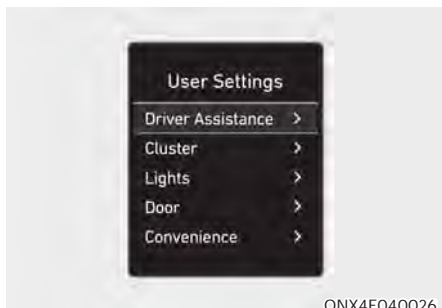 User Settings
Driver Assistance >
Cluster >
Lights >
Door >
Convenience >
ONX4E040026